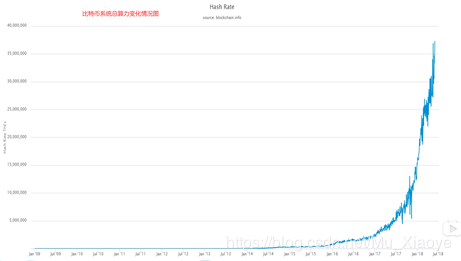 比特币系统总算力变化情况图
Hash Rate
source: blockchain.info
40,000,000
35,000,000
30,000,000
25,000,000
20,000,000
15,000,000
10,000,000
5,000,000
Hash Rate TH/s
Jan '09 Jul '09 Jan '10 Jul '10 Jan '11 Jul '11 Jan '12 Jul '12 Jan '13 Jul '13 Jan '14 Jul '14 Jan '15 Jul '15 Jan '16 Jul '16 Jan '17 Jul '17 Jan '18 Jul '18
https://blog.csdn.net/Mu_Xiaoye